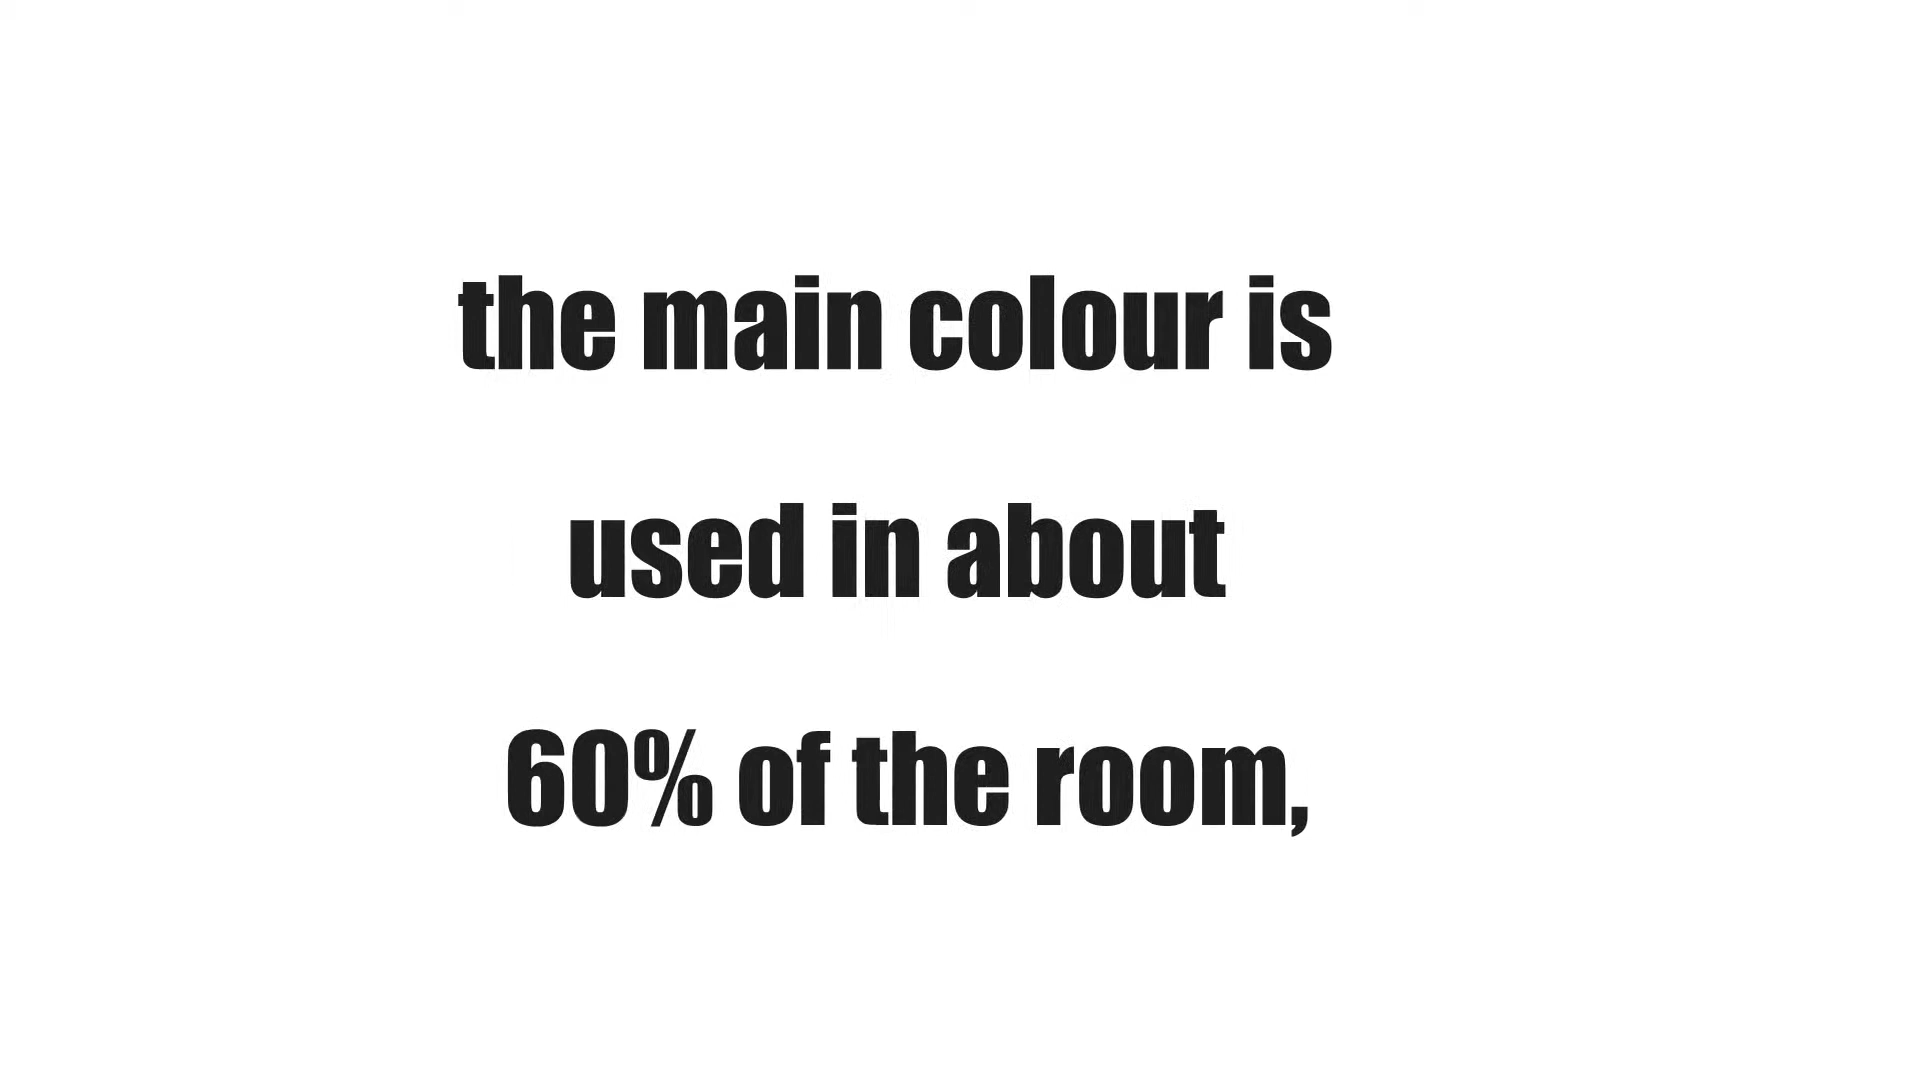 the main colour is
used in about
60% of the room,